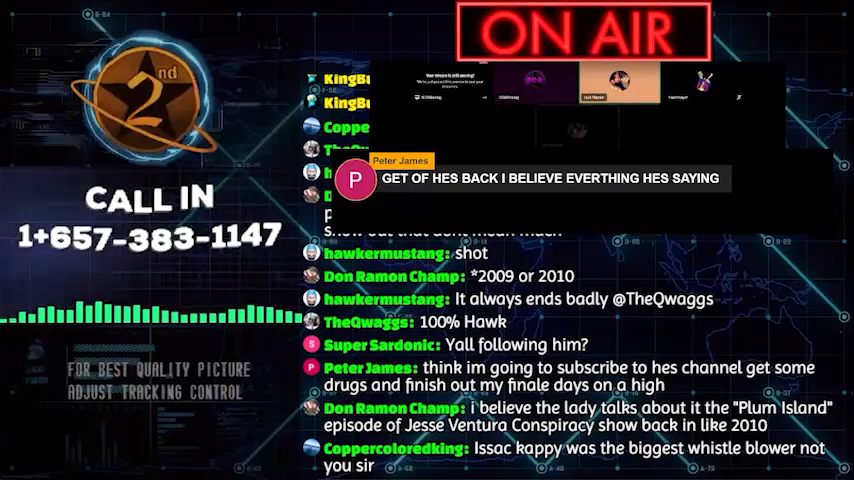 ON AIR
2nd
CALL IN
1+657-383-1147
FOR BEST QUALITY PICTURE
ADJUST TRACKING CONTROL
Peter James
P
GET OF HES BACK I BELIEVE EVERTHING HES SAYING
hawkermustang: shot
Don Ramon Champ: *2009 or 2010
hawkermustang: It always ends badly @TheQwaggs
TheQwaggs: 100% Hawk
S Super Sardonic: Yall following him?
P Peter James: think im going to subscribe to hes channel get some
drugs and finish out my finale days on a high
Don Ramon Champ: i believe the lady talks about it the "Plum Island"
episode of Jesse Ventura Conspiracy show back in like 2010
Coppercoloredking: Issac kappy was the biggest whistle blower not
you sir